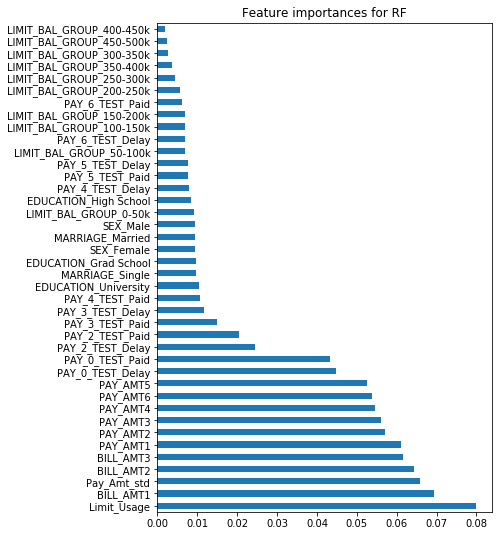 Feature importances for RF
LIMIT_BAL_GROUP_400-450k
LIMIT_BAL_GROUP_450-500k
LIMIT_BAL_GROUP_300-350k
LIMIT_BAL_GROUP_350-400k
LIMIT_BAL_GROUP_250-300k
LIMIT_BAL_GROUP_200-250k
PAY_6_TEST_Paid
LIMIT_BAL_GROUP_150-200k
LIMIT_BAL_GROUP_100-150k
PAY_6_TEST_Delay
LIMIT_BAL_GROUP_50-100k
PAY_5_TEST_Delay
PAY_5_TEST_Paid
PAY_4_TEST_Delay
EDUCATION_High School
LIMIT_BAL_GROUP_0-50k
SEX_Male
MARRIAGE_Married
SEX_Female
EDUCATION_Grad School
MARRIAGE_Single
EDUCATION_University
PAY_4_TEST_Paid
PAY_3_TEST_Delay
PAY_3_TEST_Paid
PAY_2_TEST_Paid
PAY_2_TEST_Delay
PAY_0_TEST_Paid
PAY_0_TEST_Delay
PAY_AMT5
PAY_AMT6
PAY_AMT4
PAY_AMT3
PAY_AMT2
PAY_AMT1
BILL_AMT3
BILL_AMT2
Pay_Amt_std
BILL_AMT1
Limit_Usage
0.00 0.01 0.02 0.03 0.04 0.05 0.06 0.07 0.08